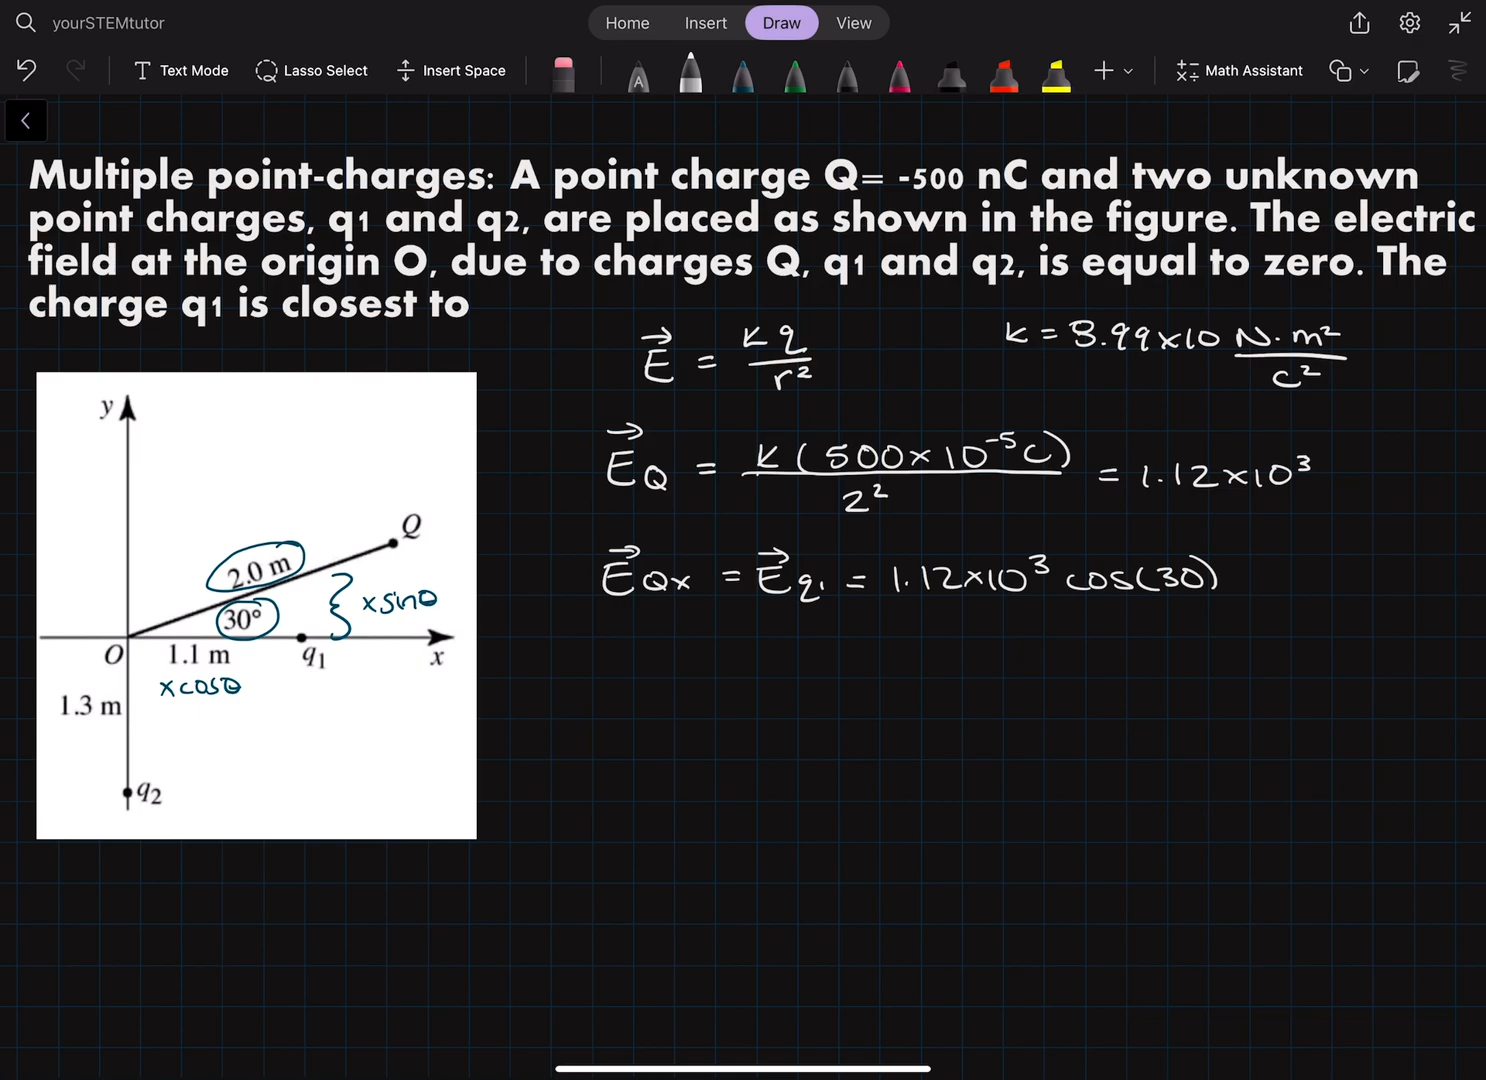 yourSTEMtutor
Home Insert Draw View
Text Mode Lasso Select Insert Space A Math Assistant
Multiple point-charges: A point charge Q= -500 nC and two unknown
point charges, q1 and q2, are placed as shown in the figure. The electric
field at the origin O, due to charges Q, q1 and q2, is equal to zero. The
charge q1 is closest to
E⃗ = kq/r²
k = 8.99x10 N·m²/C²
E⃗Q = k(500x10⁻⁵C)/2² = 1.12x10³
E⃗Qx = E⃗q₁ = 1.12x10³ cos(30)
y
Q
2.0 m
30°
xsinθ
O 1.1 m q1 x
xcosθ
1.3 m
q2